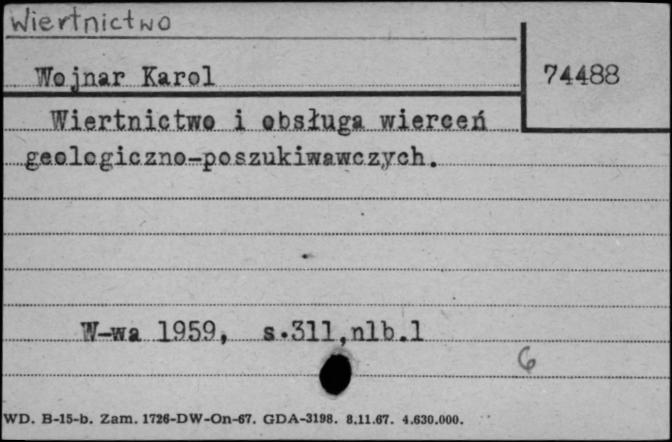 Wiertnictwo
Wojnar Karol
74488
Wiertnictwo i obsługa wierceń
geologiczno-poszukiwawczych.
W-wa 1959, s.311,nlb.1
6
WD. B-15-b. Zam. 1726-DW-On-67. GDA-3198. 8.11.67. 4.630.000.